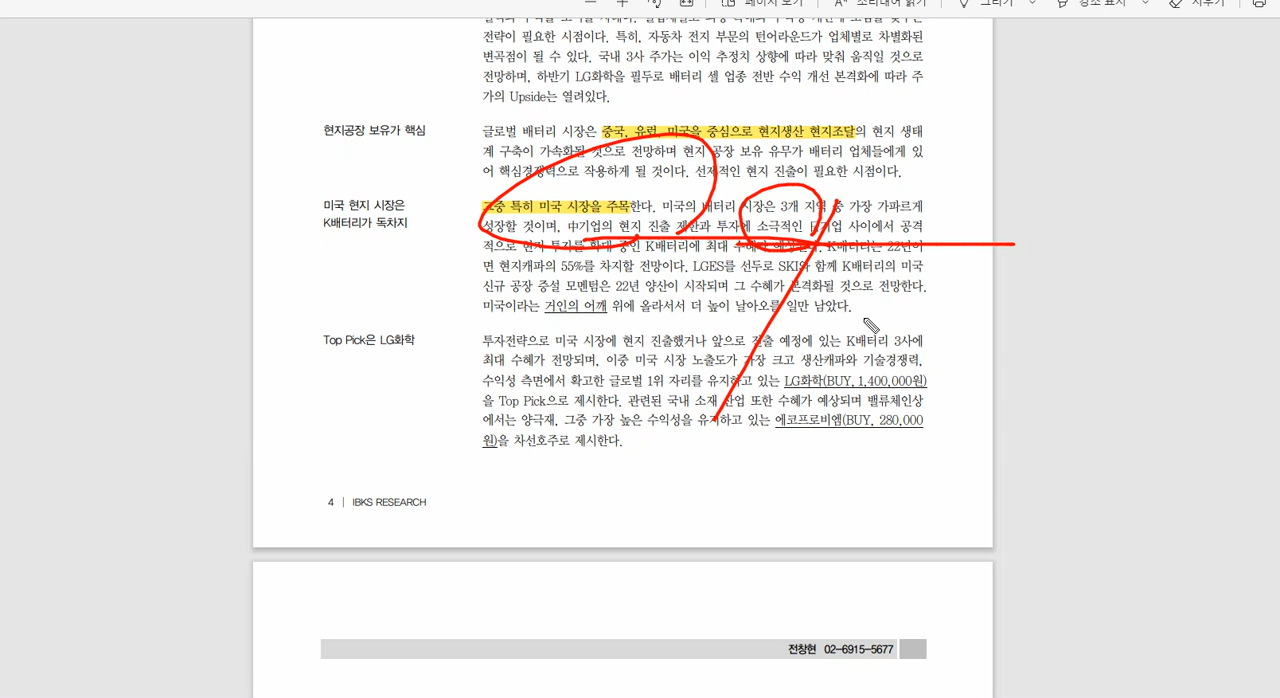 페이지 보기
소리내어 읽기
그리기
강조 표시
지우기
전략이 필요한 시점이다. 특히, 자동차 전지 부문의 턴어라운드가 업체별로 차별화된
변곡점이 될 수 있다. 국내 3사 주가는 이익 추정치 상향에 따라 맞춰 움직일 것으로
전망하며, 하반기 LG화학을 필두로 배터리 셀 업종 전반 수익 개선 본격화에 따라 주
가의 Upside는 열려있다.
현지공장 보유가 핵심
글로벌 배터리 시장은 중국, 유럽, 미국을 중심으로 현지생산 현지조달의 현지 생태
계 구축이 가속화될 것으로 전망하며 현지 공장 보유 유무가 배터리 업체들에게 있
어 핵심경쟁력으로 작용하게 될 것이다. 선제적인 현지 진출이 필요한 시점이다.
미국 현지 시장은
K배터리가 독차지
그중 특히 미국 시장을 주목한다. 미국의 배터리 시장은 3개 지역 중 가장 가파르게
성장할 것이며, 中기업의 현지 진출 제한과 투자에 소극적인 日기업 사이에서 공격
적으로 현지 투자를 확대 중인 K배터리에 최대 수혜가 예상된다. K배터리는 22년이
면 현지캐파의 55%를 차지할 전망이다. LGES를 선두로 SKI와 함께 K배터리의 미국
신규 공장 증설 모멘텀은 22년 양산이 시작되며 그 수혜가 본격화될 것으로 전망한다.
미국이라는 거인의 어깨 위에 올라서서 더 높이 날아오를 일만 남았다.
Top Pick은 LG화학
투자전략으로 미국 시장에 현지 진출했거나 앞으로 진출 예정에 있는 K배터리 3사에
최대 수혜가 전망되며, 이중 미국 시장 노출도가 가장 크고 생산캐파와 기술경쟁력,
수익성 측면에서 확고한 글로벌 1위 자리를 유지하고 있는 LG화학(BUY, 1,400,000원)
을 Top Pick으로 제시한다. 관련된 국내 소재 산업 또한 수혜가 예상되며 밸류체인상
에서는 양극재, 그중 가장 높은 수익성을 유지하고 있는 에코프로비엠(BUY, 280,000
원)을 차선호주로 제시한다.
4 | IBKS RESEARCH
전창현 02-6915-5677